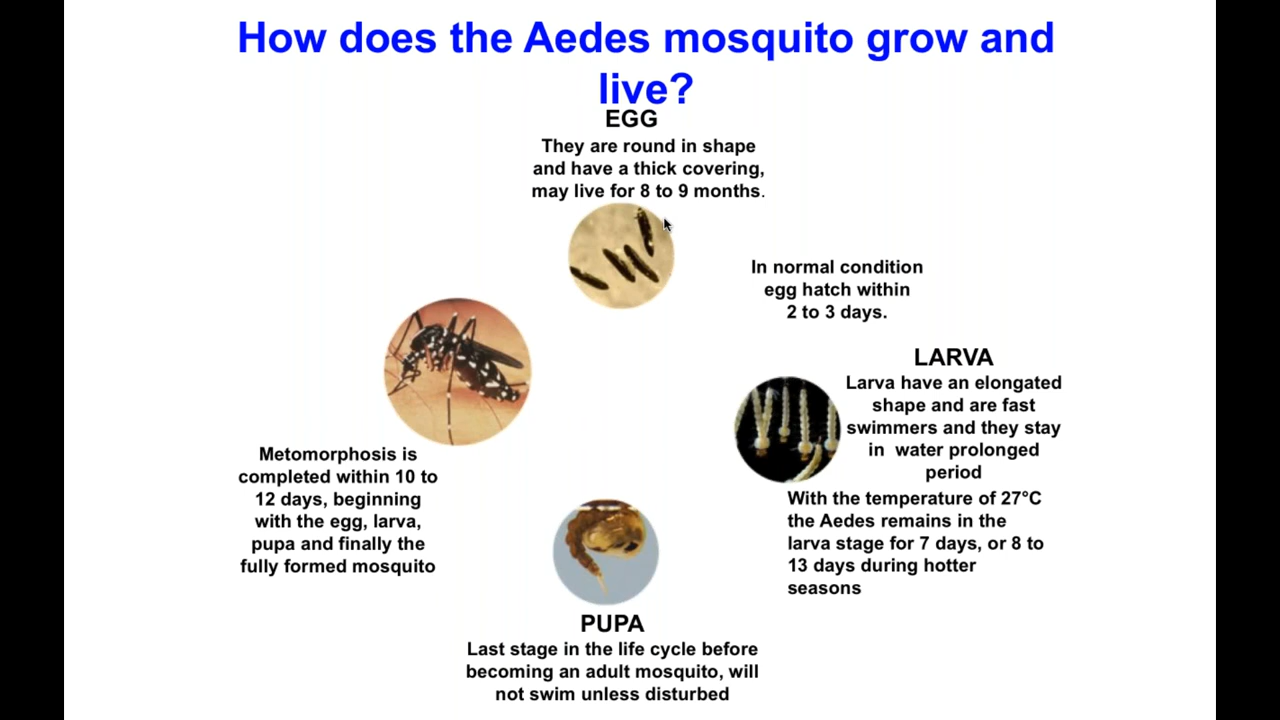 How does the Aedes mosquito grow and
live?
EGG
They are round in shape
and have a thick covering,
may live for 8 to 9 months.
In normal condition
egg hatch within
2 to 3 days.
LARVA
Larva have an elongated
shape and are fast
swimmers and they stay
in water prolonged
period
With the temperature of 27°C
the Aedes remains in the
larva stage for 7 days, or 8 to
13 days during hotter
seasons
Metomorphosis is
completed within 10 to
12 days, beginning
with the egg, larva,
pupa and finally the
fully formed mosquito
PUPA
Last stage in the life cycle before
becoming an adult mosquito, will
not swim unless disturbed